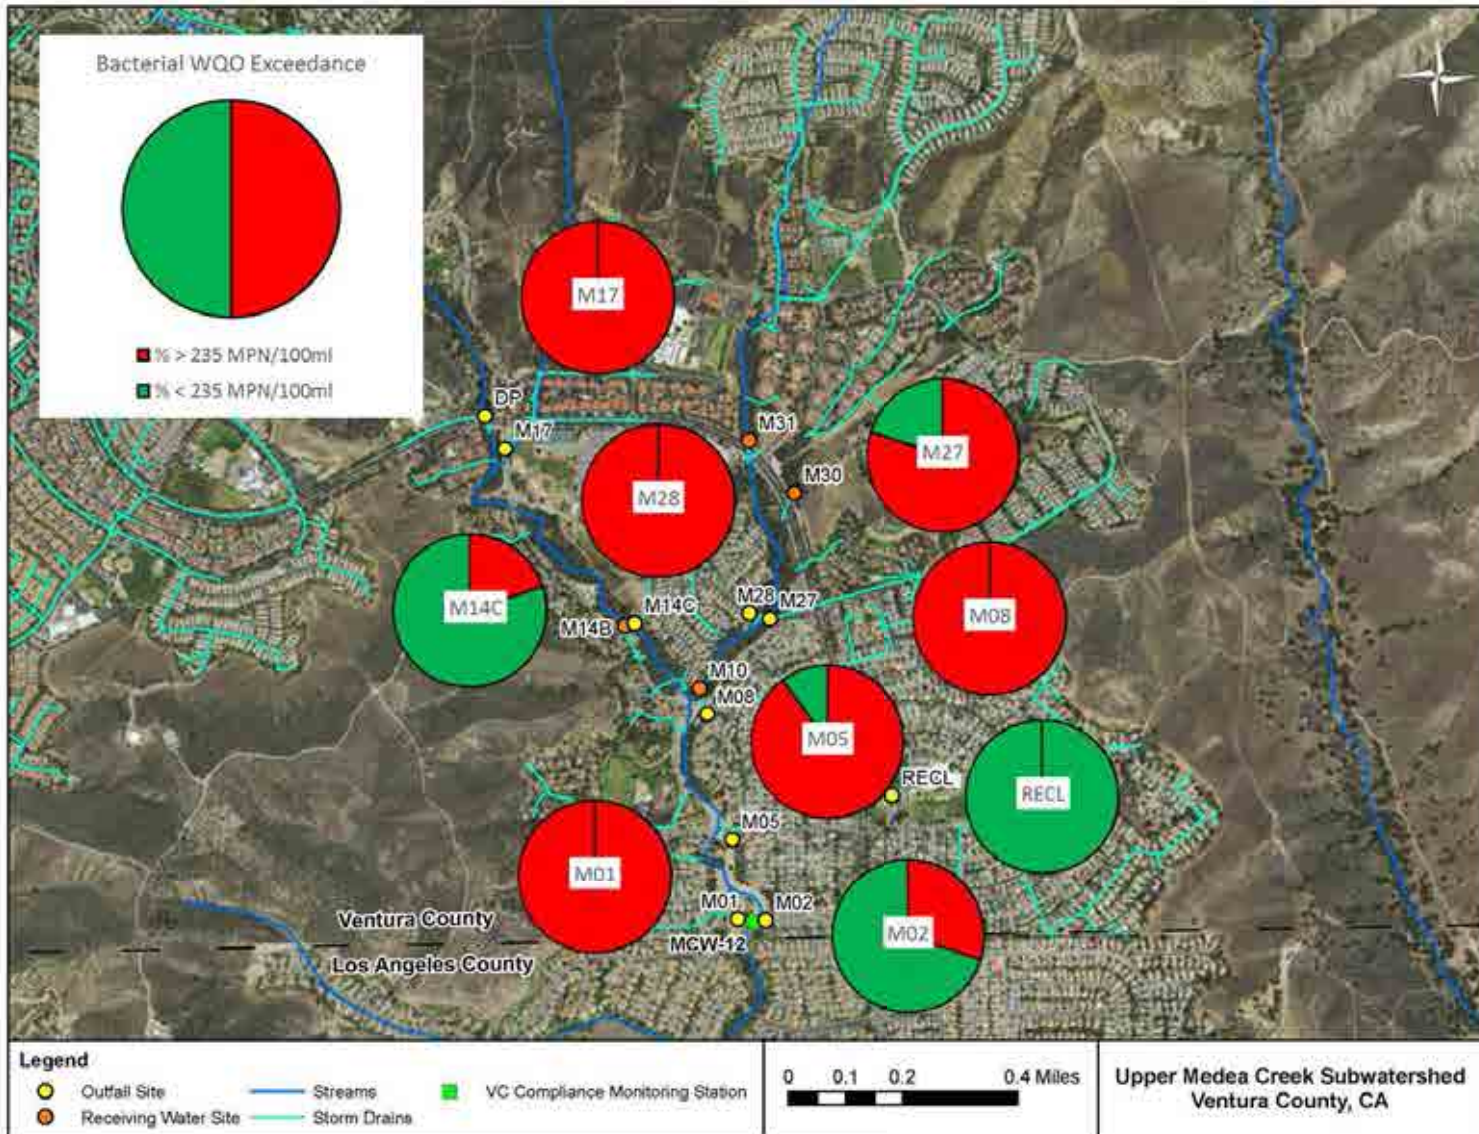 Bacterial WQO Exceedance
% > 235 MPN/100ml
% < 235 MPN/100ml
M17
DP
M17
M31
M27
M28
M30
M14C
M14C
M28
M27
M14B
M08
M10
M08
M05
RECL
RECL
M05
M01
M01
M02
Ventura County
M02
MCW-12
Los Angeles County
Legend
Outfall Site
Streams
VC Compliance Monitoring Station
Receiving Water Site
Storm Drains
0 0.1 0.2 0.4 Miles
Upper Medea Creek Subwatershed
Ventura County, CA